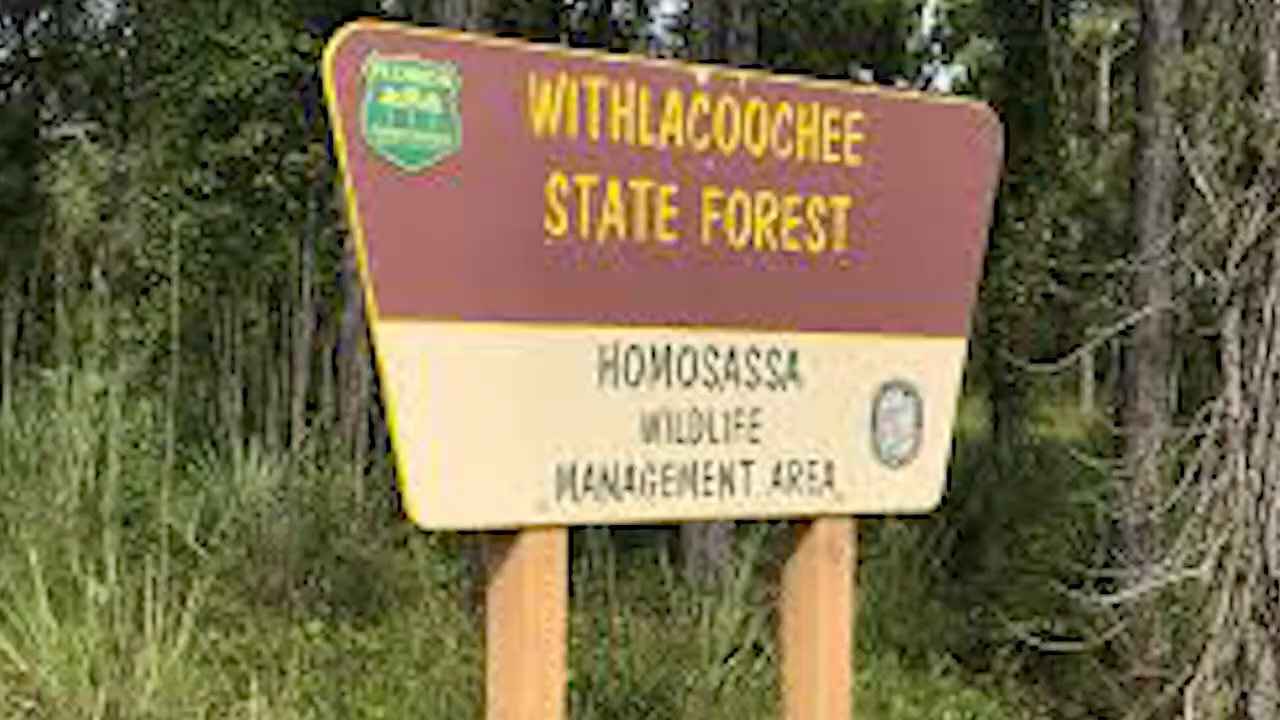 WITHLACOOCHEE
STATE FOREST
HOMOSASSA
WILDLIFE
MANAGEMENT AREA